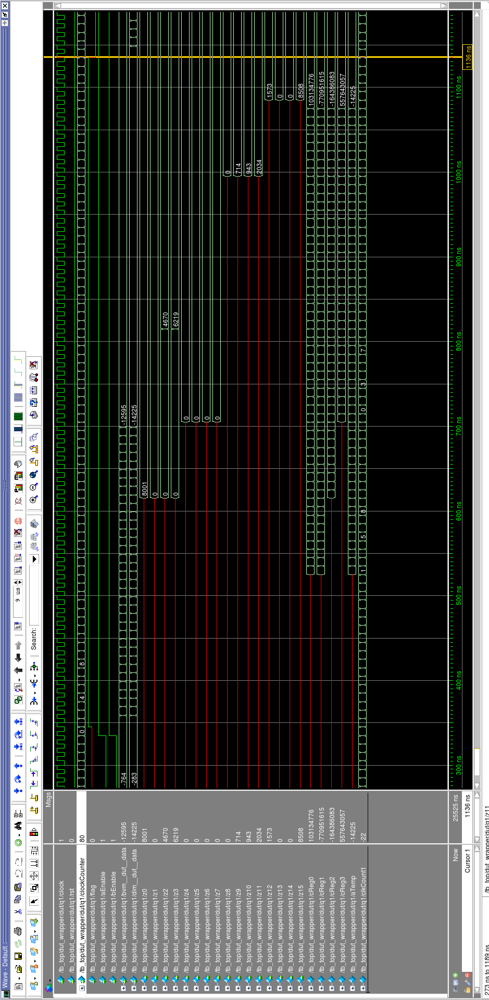 Wave - Default
9 us
Search:
Msgs
/tb_top/dut_wrapper/dut/q1/clock 1
/tb_top/dut_wrapper/dut/q1/rst 0
/tb_top/dut_wrapper/dut/q1/clockCounter 80 0 4 8
/tb_top/dut_wrapper/dut/q1/flag 0
/tb_top/dut_wrapper/dut/q1/aEnable 1
/tb_top/dut_wrapper/dut/q1/bEnable 1
/tb_top/dut_wrapper/dut/q1/bvm__dut__data -12595 -764 -12595
/tb_top/dut_wrapper/dut/q1/dim__dut__data -14225 -283 -14225
/tb_top/dut_wrapper/dut/q1/z0 8001 8001
/tb_top/dut_wrapper/dut/q1/z1 0 0
/tb_top/dut_wrapper/dut/q1/z2 4670 0 4670
/tb_top/dut_wrapper/dut/q1/z3 6219 0 6219
/tb_top/dut_wrapper/dut/q1/z4 0 0
/tb_top/dut_wrapper/dut/q1/z5 0 0
/tb_top/dut_wrapper/dut/q1/z6 0 0
/tb_top/dut_wrapper/dut/q1/z7 0 0
/tb_top/dut_wrapper/dut/q1/z8 0 0
/tb_top/dut_wrapper/dut/q1/z9 714 714
/tb_top/dut_wrapper/dut/q1/z10 943 943
/tb_top/dut_wrapper/dut/q1/z11 2034 2034
/tb_top/dut_wrapper/dut/q1/z12 1573 1573
/tb_top/dut_wrapper/dut/q1/z13 0 0
/tb_top/dut_wrapper/dut/q1/z14 0 0
/tb_top/dut_wrapper/dut/q1/z15 8508 8508
/tb_top/dut_wrapper/dut/q1/cReg0 103134776 103134776
/tb_top/dut_wrapper/dut/q1/cReg1 -770951615 -770951615
/tb_top/dut_wrapper/dut/q1/cReg2 -164386083 -164386083
/tb_top/dut_wrapper/dut/q1/cReg3 557643057 557643057
/tb_top/dut_wrapper/dut/q1/aTemp -14225 -14225
/tb_top/dut_wrapper/dut/q1/clkCount1 -22 1 5 8 0 3 7
Now 25525 ns 300 ns 400 ns 500 ns 600 ns 700 ns 800 ns 900 ns 1000 ns 1100 ns
Cursor 1 1136 ns 1136 ns
273 ns to 1189 ns /tb_top/dut_wrapper/dut/q1/z11